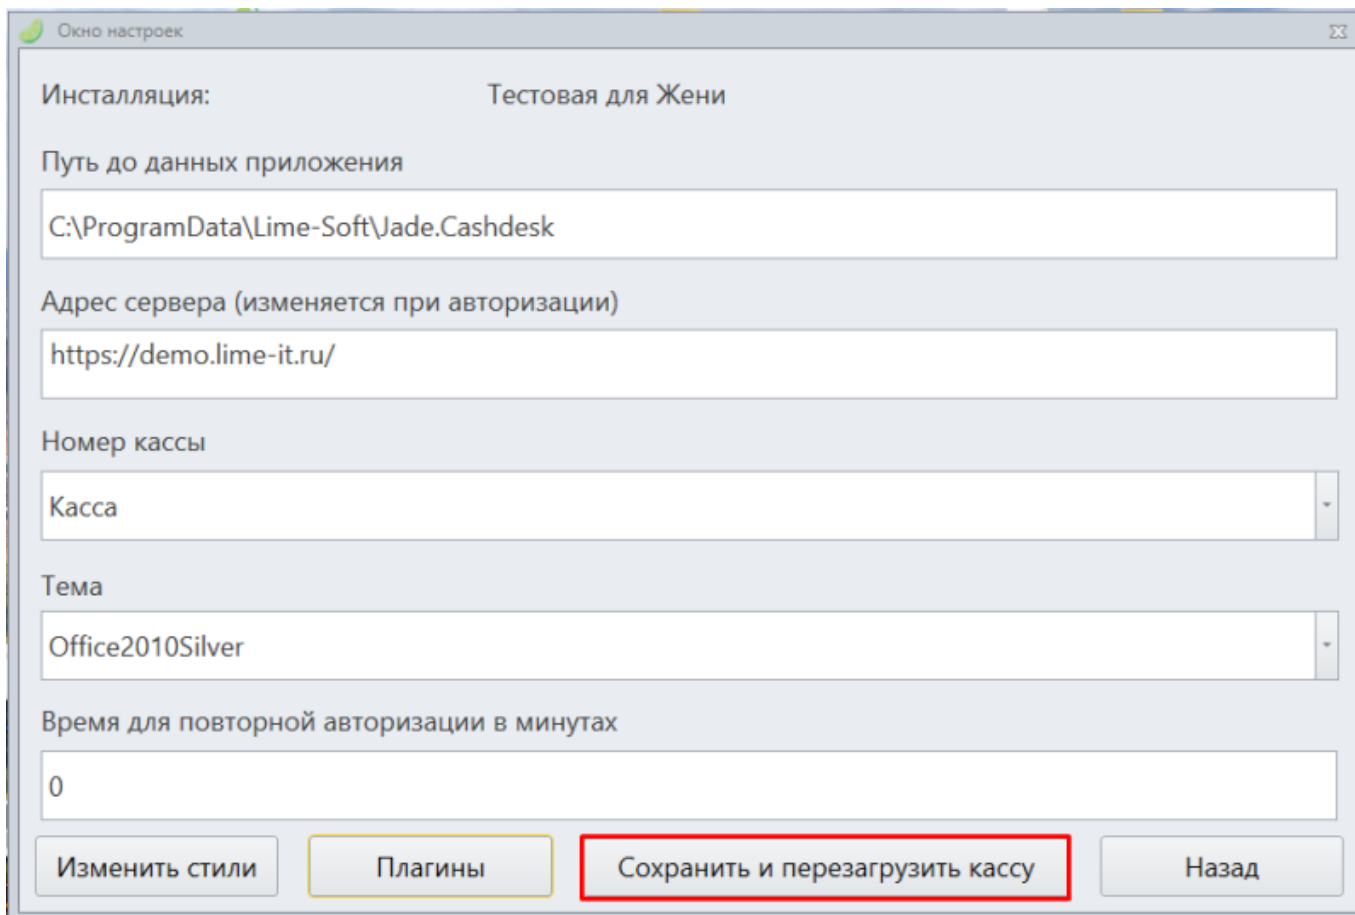 Окно настроек
Инсталляция: Тестовая для Жени
Путь до данных приложения
C:\ProgramData\Lime-Soft\Jade.Cashdesk
Адрес сервера (изменяется при авторизации)
https://demo.lime-it.ru/
Номер кассы
Касса
Тема
Office2010Silver
Время для повторной авторизации в минутах
0
Изменить стили Плагины Сохранить и перезагрузить кассу Назад